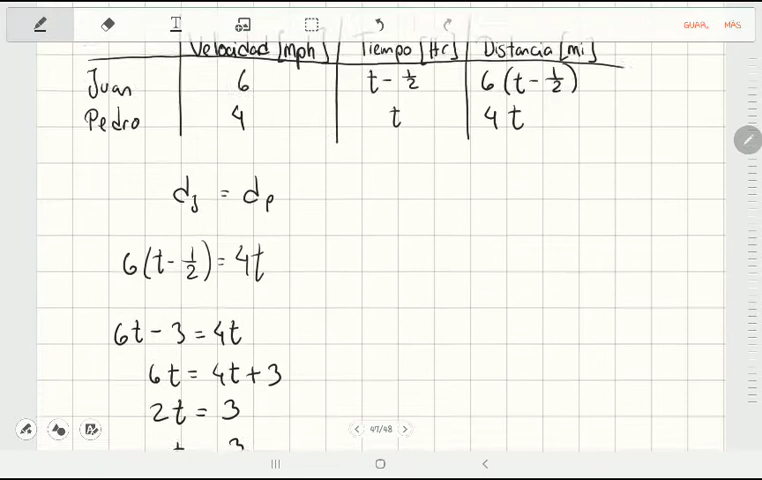 GUAR. MÁS
Velocidad [mph] Tiempo [Hr] Distancia [mi]
Juan 6 t - 1/2 6(t - 1/2)
Pedro 4 t 4t
dJ = dP
6(t - 1/2) = 4t
6t - 3 = 4t
6t = 4t + 3
2t = 3
47/48